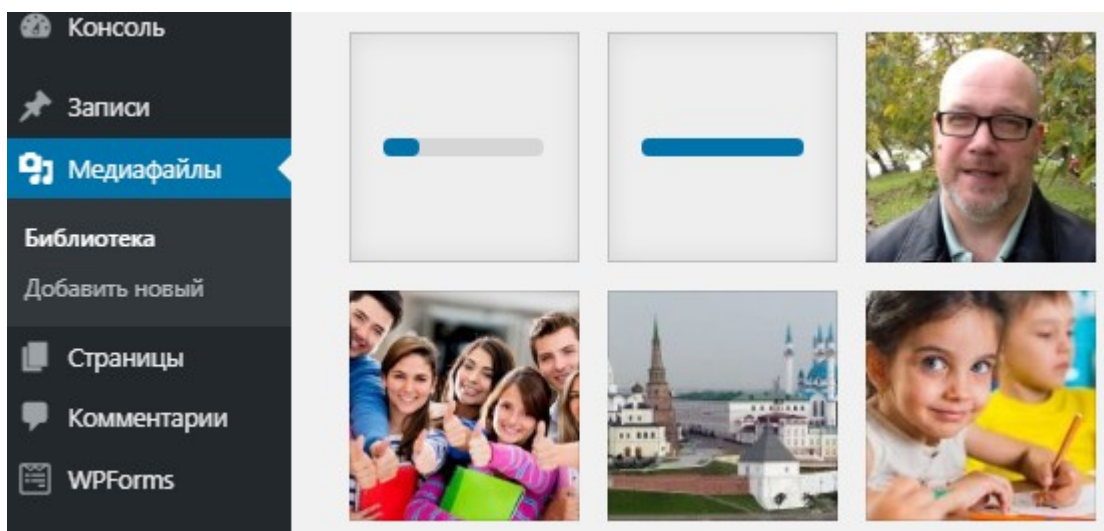 Консоль
Записи
Медиафайлы
Библиотека
Добавить новый
Страницы
Комментарии
WPForms